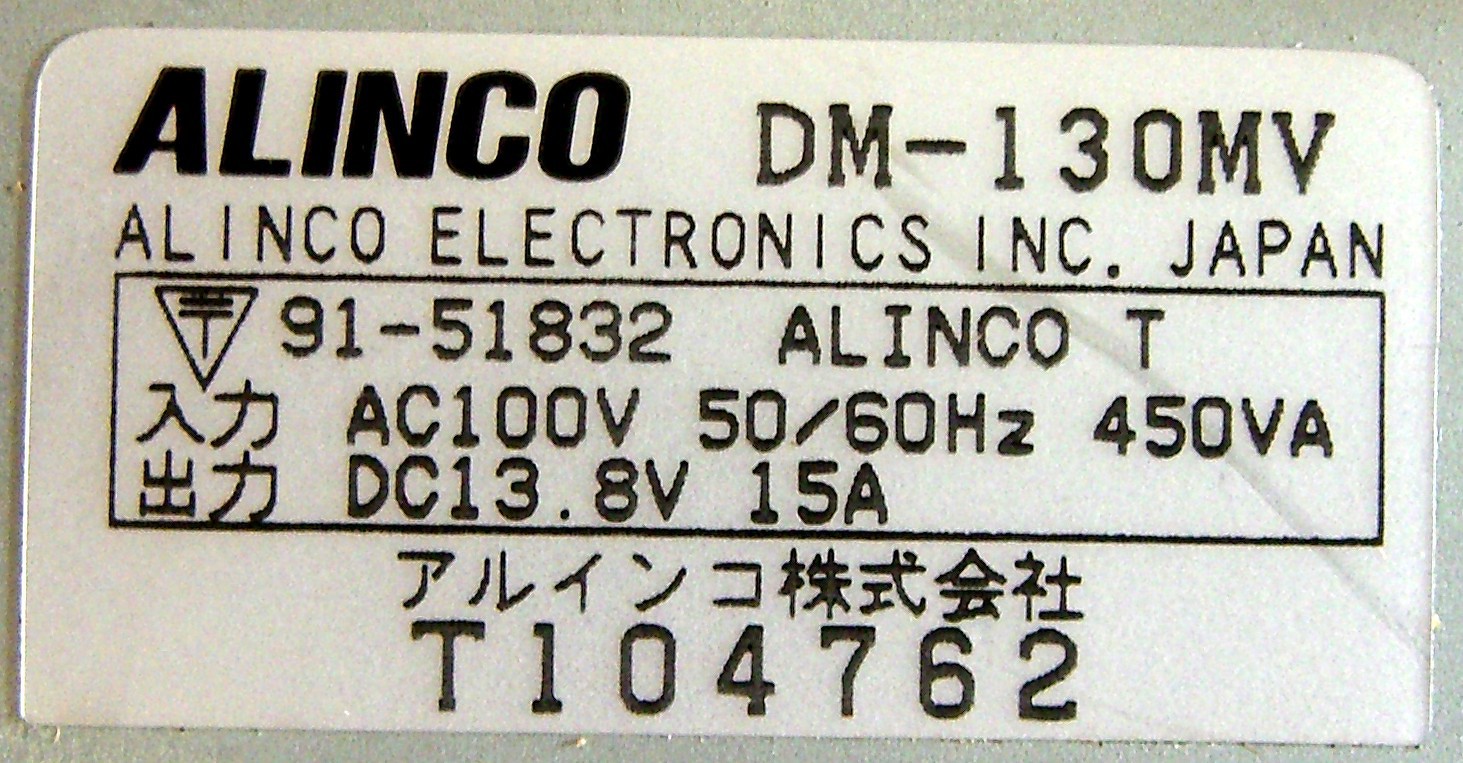 ALINCO DM-130MV
ALINCO ELECTRONICS INC. JAPAN
〒 91-51832 ALINCO T
入力 AC100V 50/60Hz 450VA
出力 DC13.8V 15A
アルインコ株式会社
T104762